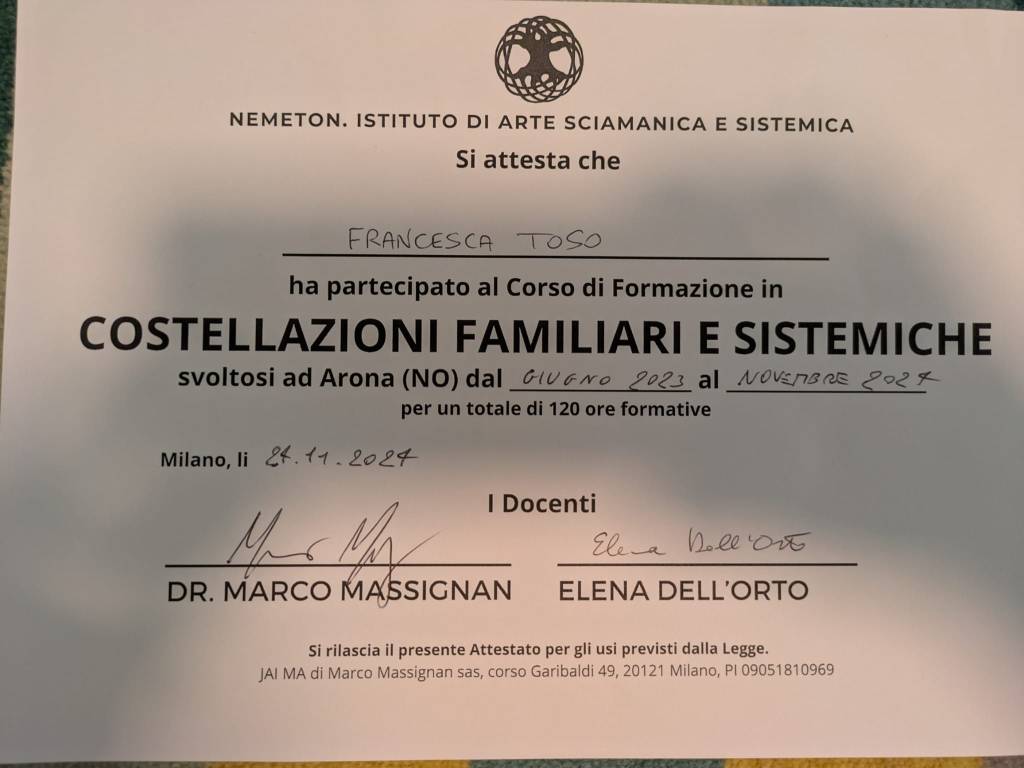 NEMETON. ISTITUTO DI ARTE SCIAMANICA E SISTEMICA
Si attesta che
FRANCESCA TOSO
ha partecipato al Corso di Formazione in
COSTELLAZIONI FAMILIARI E SISTEMICHE
svoltosi ad Arona (NO) dal GIUGNO 2023 al NOVEMBRE 2024
per un totale di 120 ore formative
Milano, li 24.11.2024
I Docenti
Elena Dell'Orto
DR. MARCO MASSIGNAN ELENA DELL'ORTO
Si rilascia il presente Attestato per gli usi previsti dalla Legge.
JAI MA di Marco Massignan sas, corso Garibaldi 49, 20121 Milano, PI 09051810969